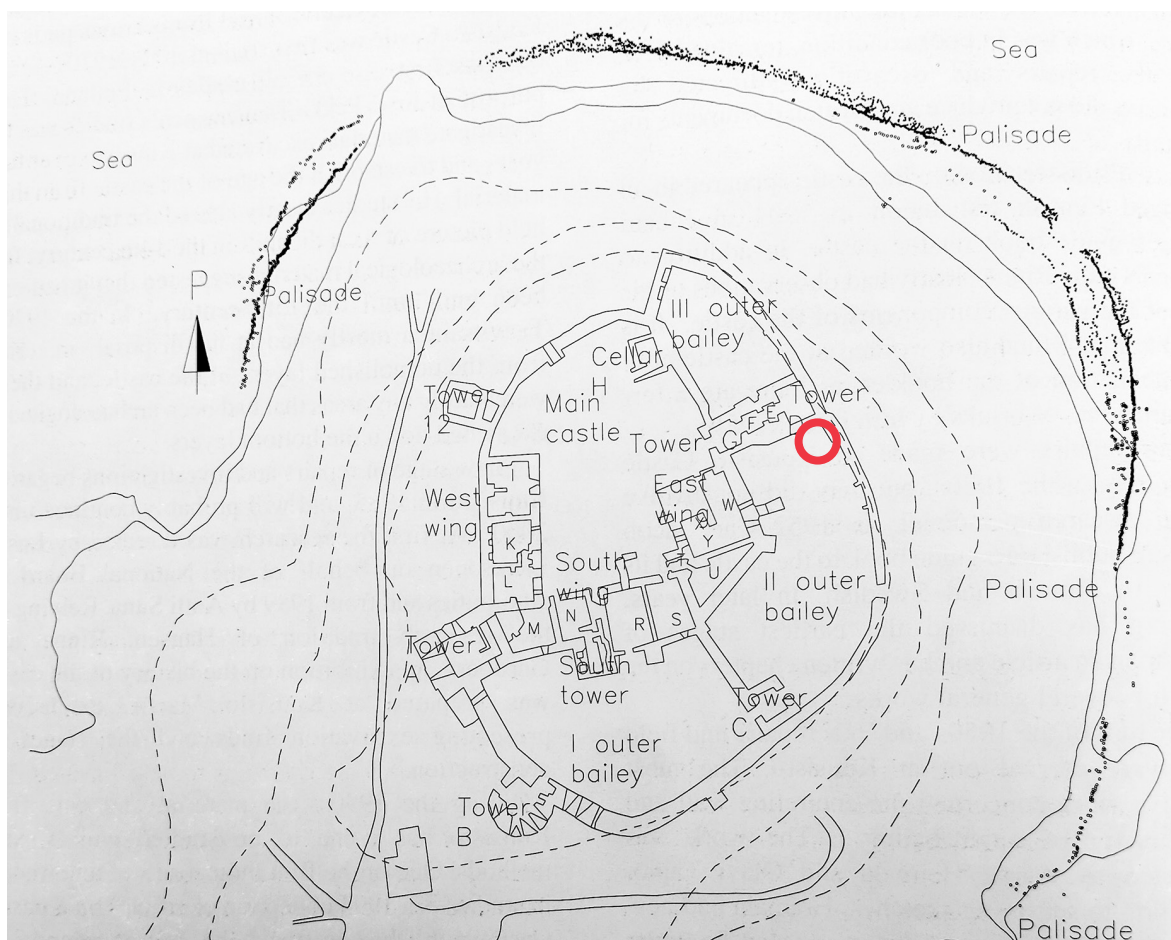 Sea
Sea
Palisade
P
Palisade
III outer
bailey
Cellar
H
Main
castle
Tower
12
Tower
D
E
F
G
Tower
West
wing
K
L
East
wing
W
Y
Z
U
South
wing
M
N
R
S
II outer
bailey
Palisade
Tower
A
South
tower
Tower
C
I outer
bailey
Tower
B
Palisade